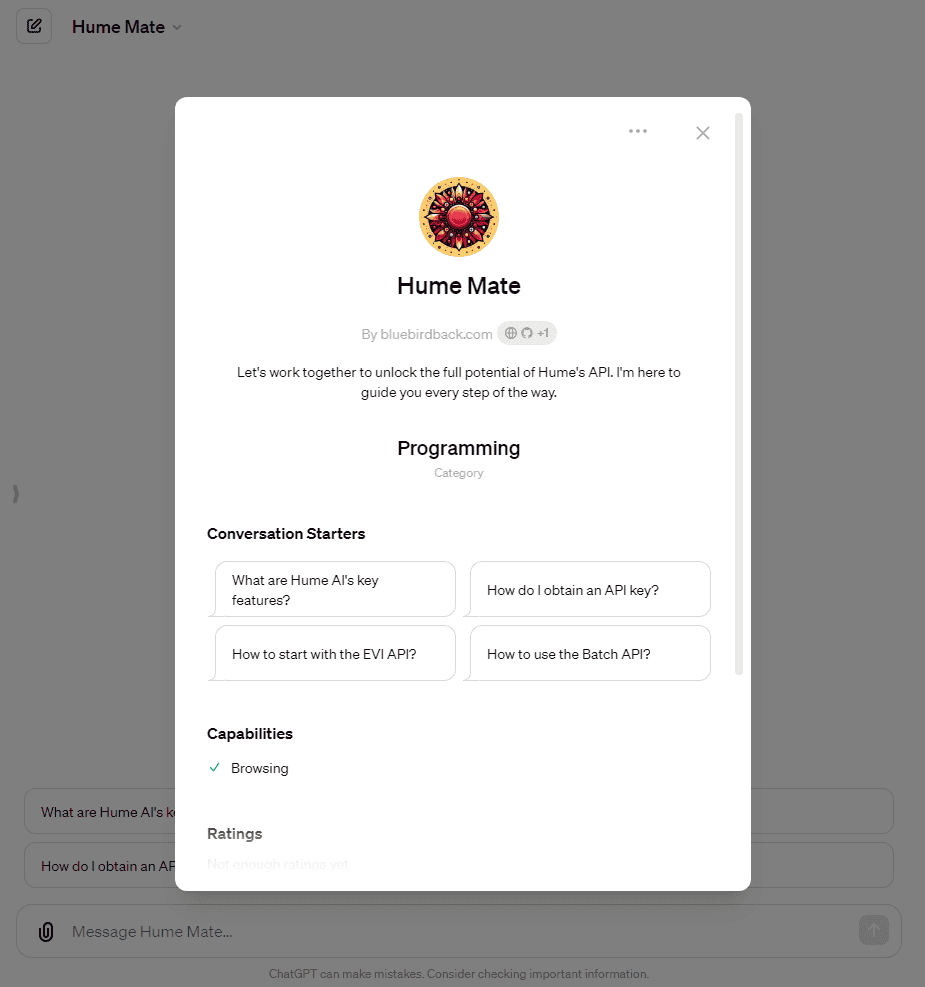 Hume Mate
Hume Mate
By bluebirdback.com +1
Let's work together to unlock the full potential of Hume's API. I'm here to
guide you every step of the way.
Programming
Category
Conversation Starters
What are Hume AI's key
features?
How do I obtain an API key?
How to start with the EVI API?
How to use the Batch API?
Capabilities
Browsing
Ratings
Not enough ratings yet
What are Hume AI's k
How do I obtain an AP
Message Hume Mate...
ChatGPT can make mistakes. Consider checking important information.